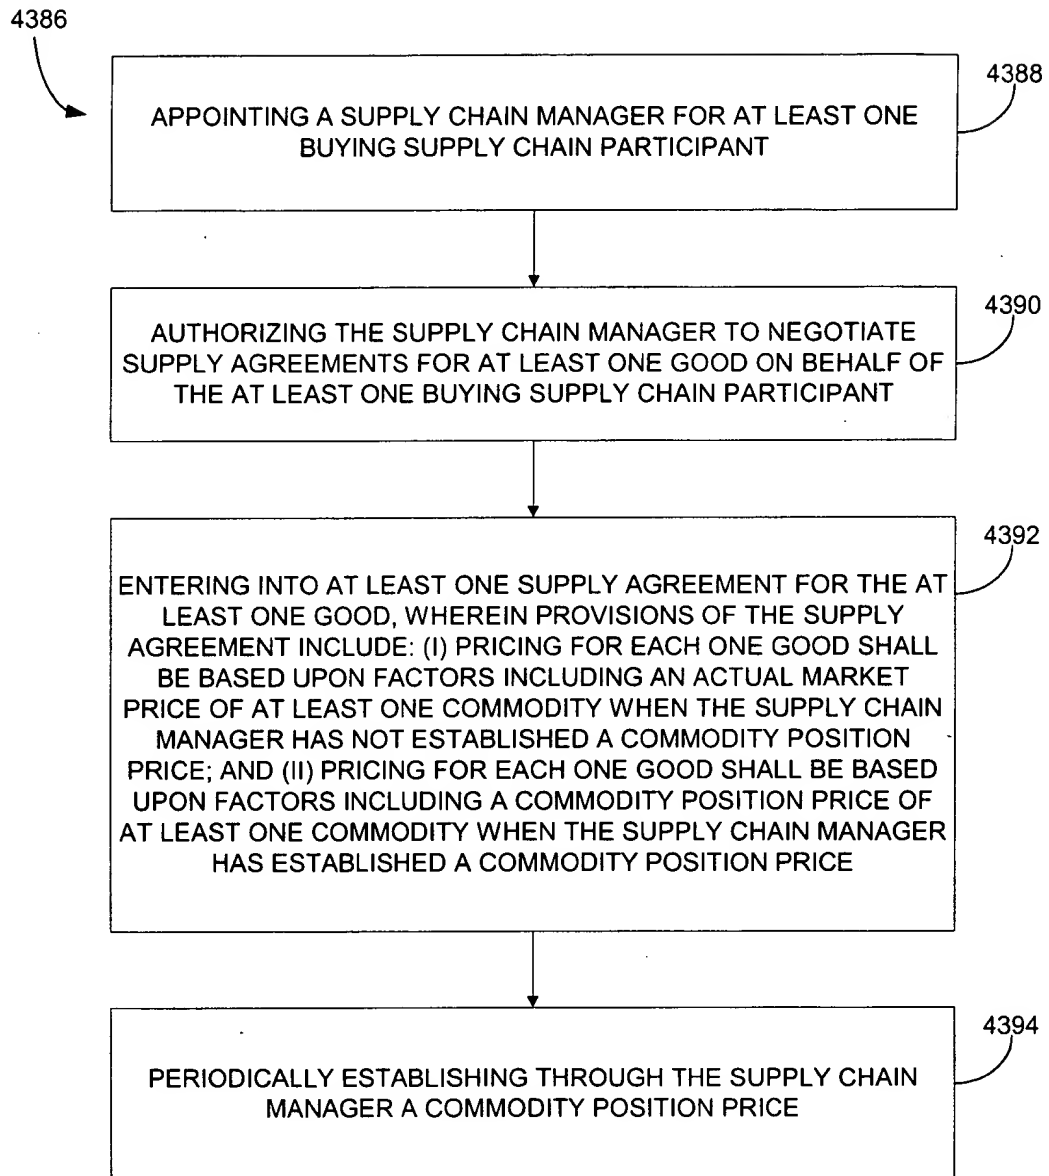 4386
4388
APPOINTING A SUPPLY CHAIN MANAGER FOR AT LEAST ONE
BUYING SUPPLY CHAIN PARTICIPANT
4390
AUTHORIZING THE SUPPLY CHAIN MANAGER TO NEGOTIATE
SUPPLY AGREEMENTS FOR AT LEAST ONE GOOD ON BEHALF OF
THE AT LEAST ONE BUYING SUPPLY CHAIN PARTICIPANT
4392
ENTERING INTO AT LEAST ONE SUPPLY AGREEMENT FOR THE AT
LEAST ONE GOOD, WHEREIN PROVISIONS OF THE SUPPLY
AGREEMENT INCLUDE: (I) PRICING FOR EACH ONE GOOD SHALL
BE BASED UPON FACTORS INCLUDING AN ACTUAL MARKET
PRICE OF AT LEAST ONE COMMODITY WHEN THE SUPPLY CHAIN
MANAGER HAS NOT ESTABLISHED A COMMODITY POSITION
PRICE; AND (II) PRICING FOR EACH ONE GOOD SHALL BE BASED
UPON FACTORS INCLUDING A COMMODITY POSITION PRICE OF
AT LEAST ONE COMMODITY WHEN THE SUPPLY CHAIN MANAGER
HAS ESTABLISHED A COMMODITY POSITION PRICE
4394
PERIODICALLY ESTABLISHING THROUGH THE SUPPLY CHAIN
MANAGER A COMMODITY POSITION PRICE